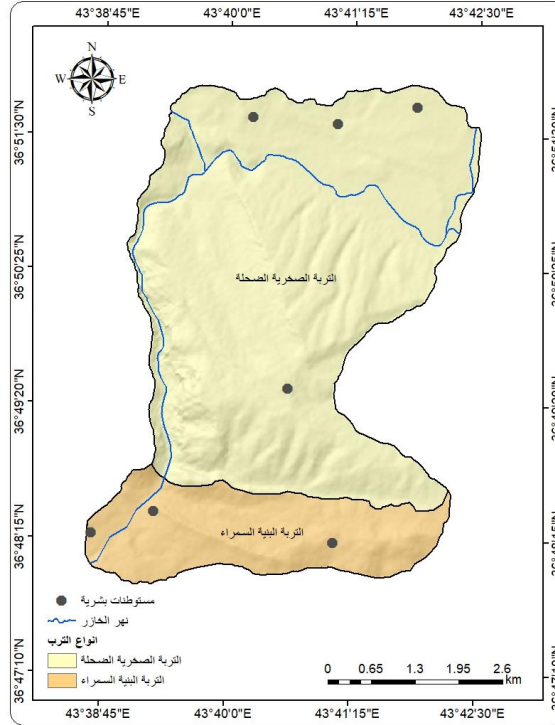 43°38'45"E 43°40'0"E 43°41'15"E 43°42'30"E
N
W E
S
36°51'30"N
36°50'25"N
36°49'20"N
36°48'15"N
36°47'10"N
التربة الصخرية الضحلة
التربة البنية السمراء
مستوطنات بشرية
نهر الخازر
انواع الترب
التربة الصخرية الضحلة
التربة البنية السمراء
0 0.65 1.3 1.95 2.6
km
43°38'45"E 43°40'0"E 43°41'15"E 43°42'30"E